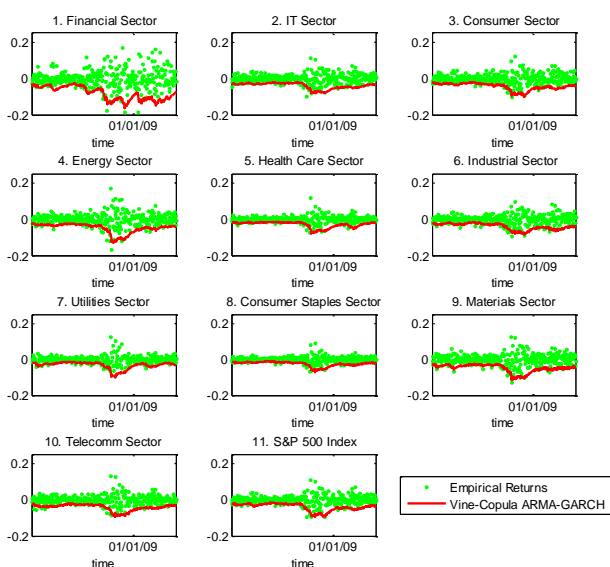 1. Financial Sector
0.2
0
-0.2
01/01/09
time
2. IT Sector
0.2
0
-0.2
01/01/09
time
3. Consumer Sector
0.2
0
-0.2
01/01/09
time
4. Energy Sector
0.2
0
-0.2
01/01/09
time
5. Health Care Sector
0.2
0
-0.2
01/01/09
time
6. Industrial Sector
0.2
0
-0.2
01/01/09
time
7. Utilities Sector
0.2
0
-0.2
01/01/09
time
8. Consumer Staples Sector
0.2
0
-0.2
01/01/09
time
9. Materials Sector
0.2
0
-0.2
01/01/09
time
10. Telecomm Sector
0.2
0
-0.2
01/01/09
time
11. S&P 500 Index
0.2
0
-0.2
01/01/09
time
Empirical Returns
Vine-Copula ARMA-GARCH